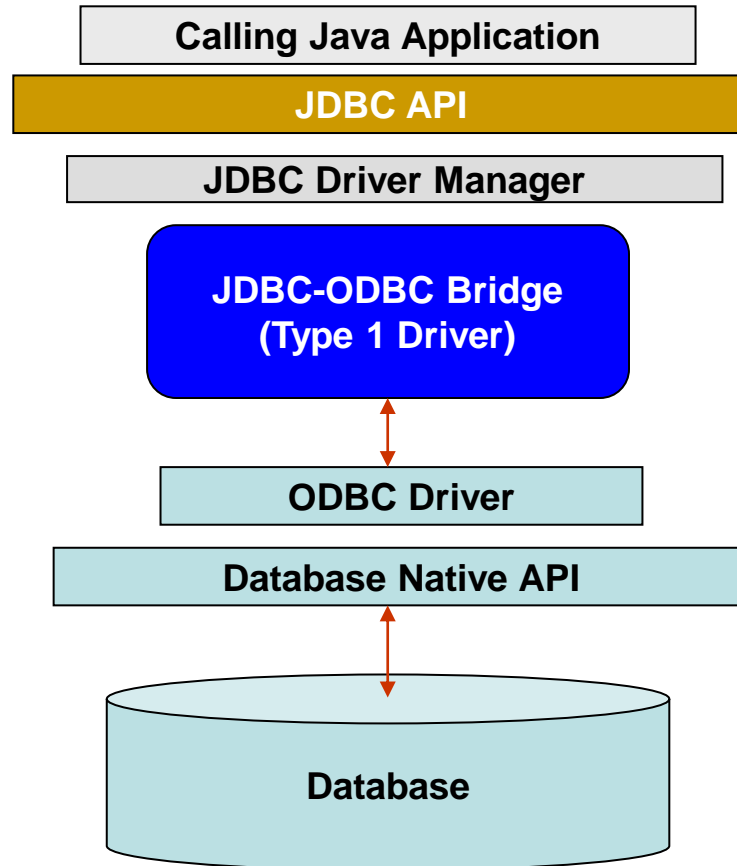 Calling Java Application
JDBC API
JDBC Driver Manager
JDBC-ODBC Bridge
(Type 1 Driver)
ODBC Driver
Database Native API
Database